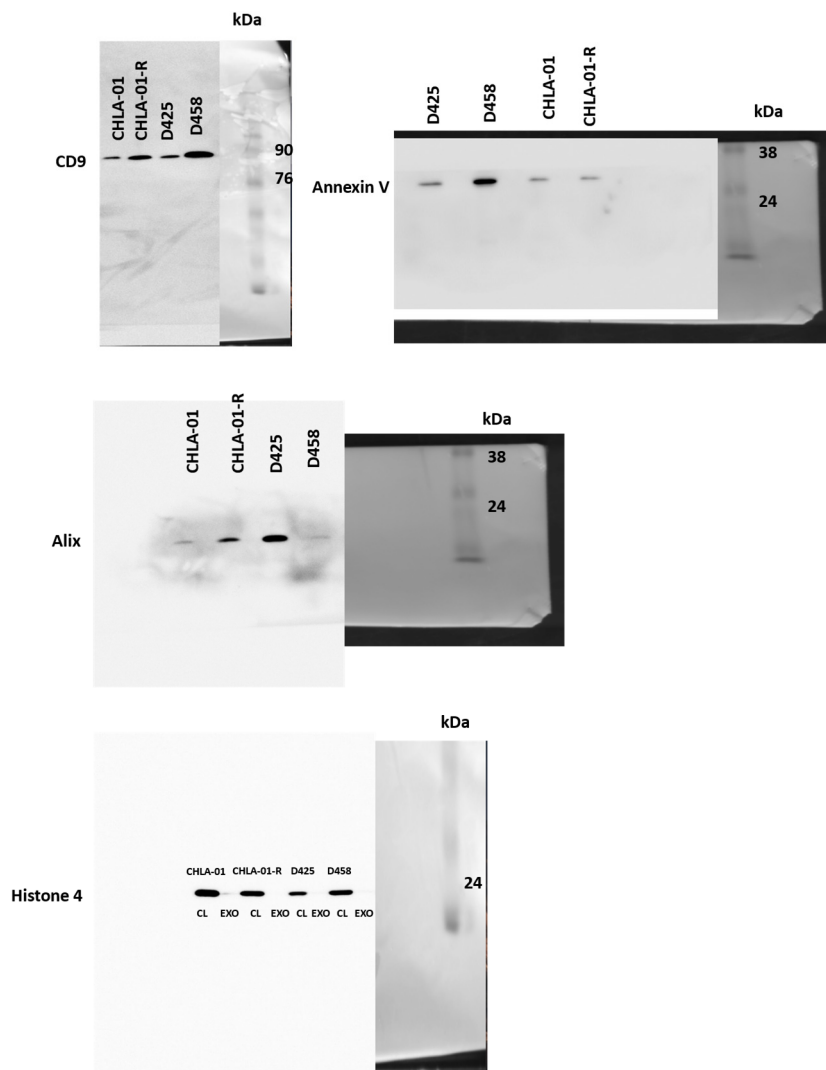 kDa
CHLA-01
CHLA-01-R
D425
D458
CD9
90
76
D425
D458
CHLA-01
CHLA-01-R
kDa
Annexin V
38
24
CHLA-01
CHLA-01-R
D425
D458
kDa
Alix
38
24
kDa
CHLA-01 CHLA-01-R D425 D458
Histone 4
24
CL EXO CL EXO CL EXO CL EXO